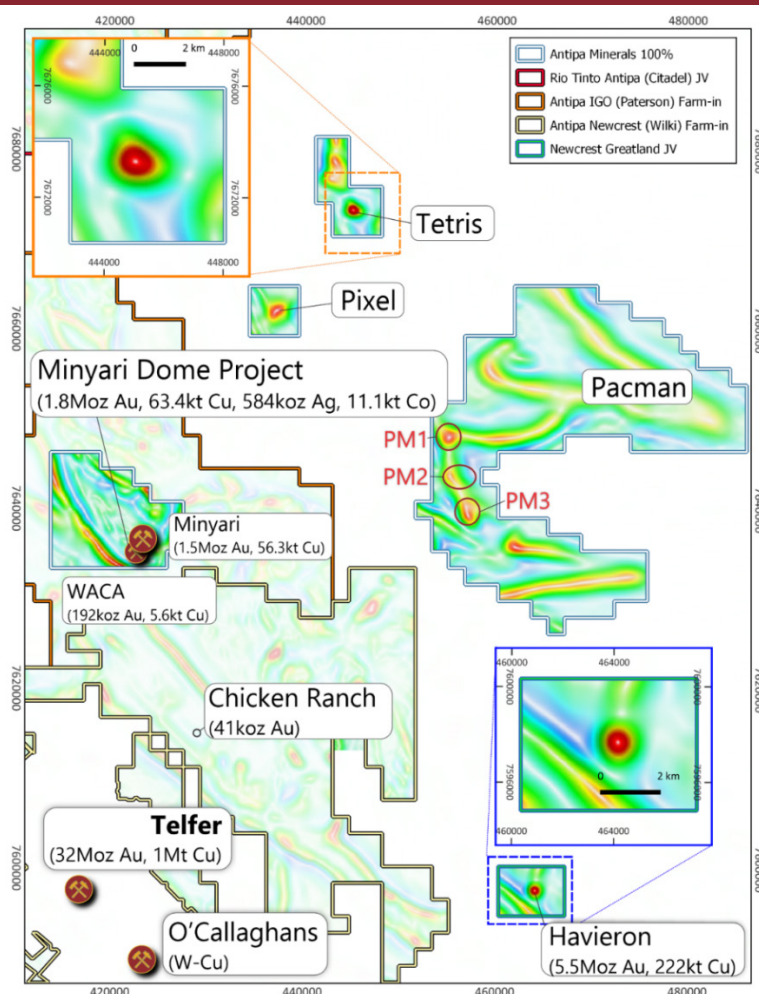 420000
440000
460000
480000
444000
448000
0
2 km
7676000
7676000
7672000
7672000
444000
448000
Antipa Minerals 100%
Rio Tinto Antipa (Citadel) JV
Antipa IGO (Paterson) Farm-in
Antipa Newcrest (Wilki) Farm-in
Newcrest Greatland JV
7680000
Tetris
Pixel
7660000
Minyari Dome Project
(1.8Moz Au, 63.4kt Cu, 584koz Ag, 11.1kt Co)
Pacman
PM1
PM2
PM3
7640000
Minyari
(1.5Moz Au, 56.3kt Cu)
WACA
(192koz Au, 5.6kt Cu)
7620000
Chicken Ranch
(41koz Au)
460000
464000
7600000
7600000
7596000
7596000
0
2 km
460000
464000
Telfer
(32Moz Au, 1Mt Cu)
7600000
O'Callaghans
(W-Cu)
Havieron
(5.5Moz Au, 222kt Cu)
420000
440000
460000
480000